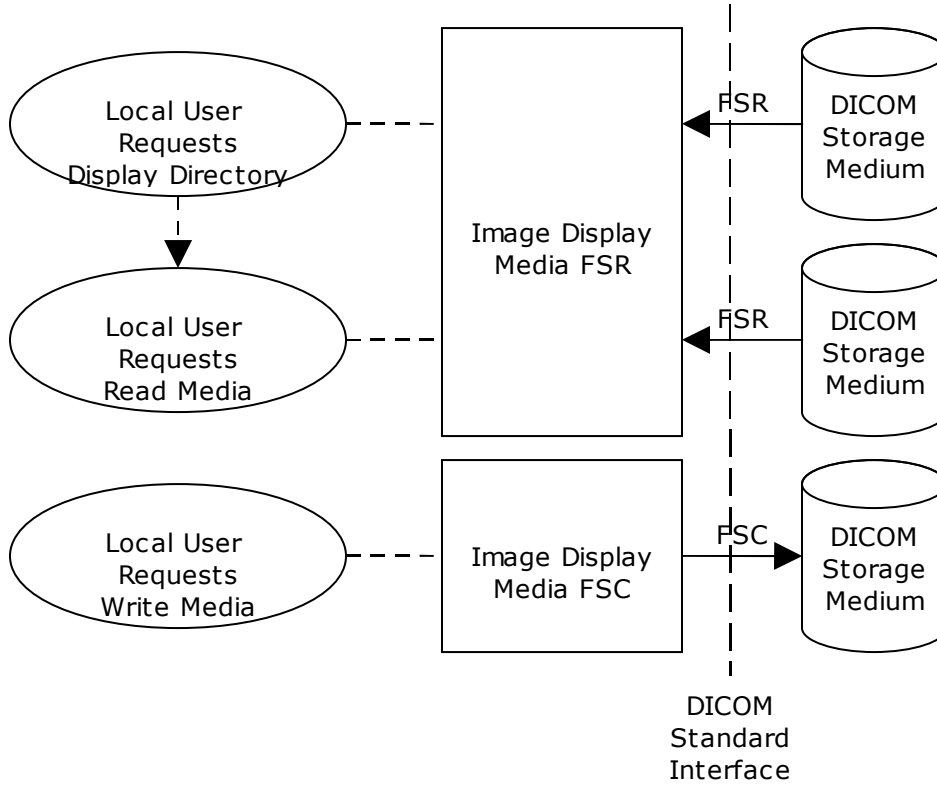 Local User
Requests
Display Directory
Image Display
Media FSR
FSR
DICOM
Storage
Medium
Local User
Requests
Read Media
FSR
DICOM
Storage
Medium
Local User
Requests
Write Media
Image Display
Media FSC
FSC
DICOM
Storage
Medium
DICOM
Standard
Interface